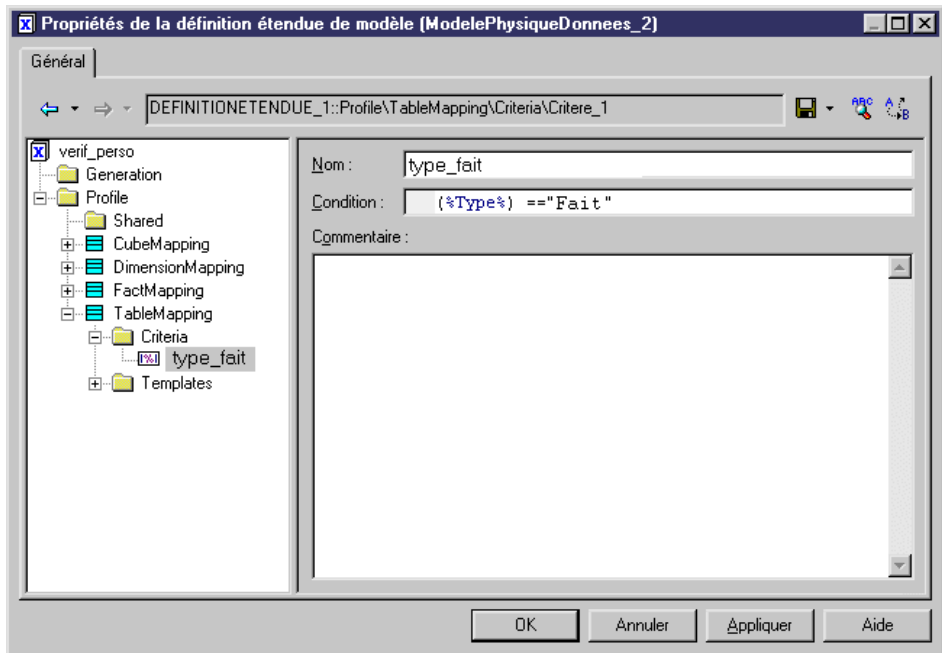 Propriétés de la définition étendue de modèle (ModelePhysiqueDonnees_2)
Général
DEFINITIONETENDUE_1::Profile\TableMapping\Criteria\Critere_1
verif_perso
Generation
Profile
Shared
CubeMapping
DimensionMapping
FactMapping
TableMapping
Criteria
type_fait
Templates
Nom : type_fait
Condition : (%Type%) =="Fait"
Commentaire :
OK Annuler Appliquer Aide